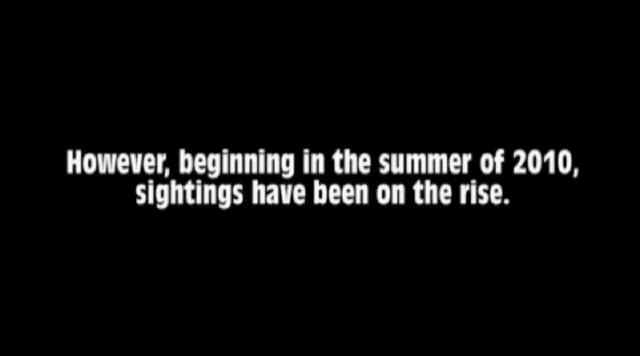 However, beginning in the summer of 2010,
sightings have been on the rise.